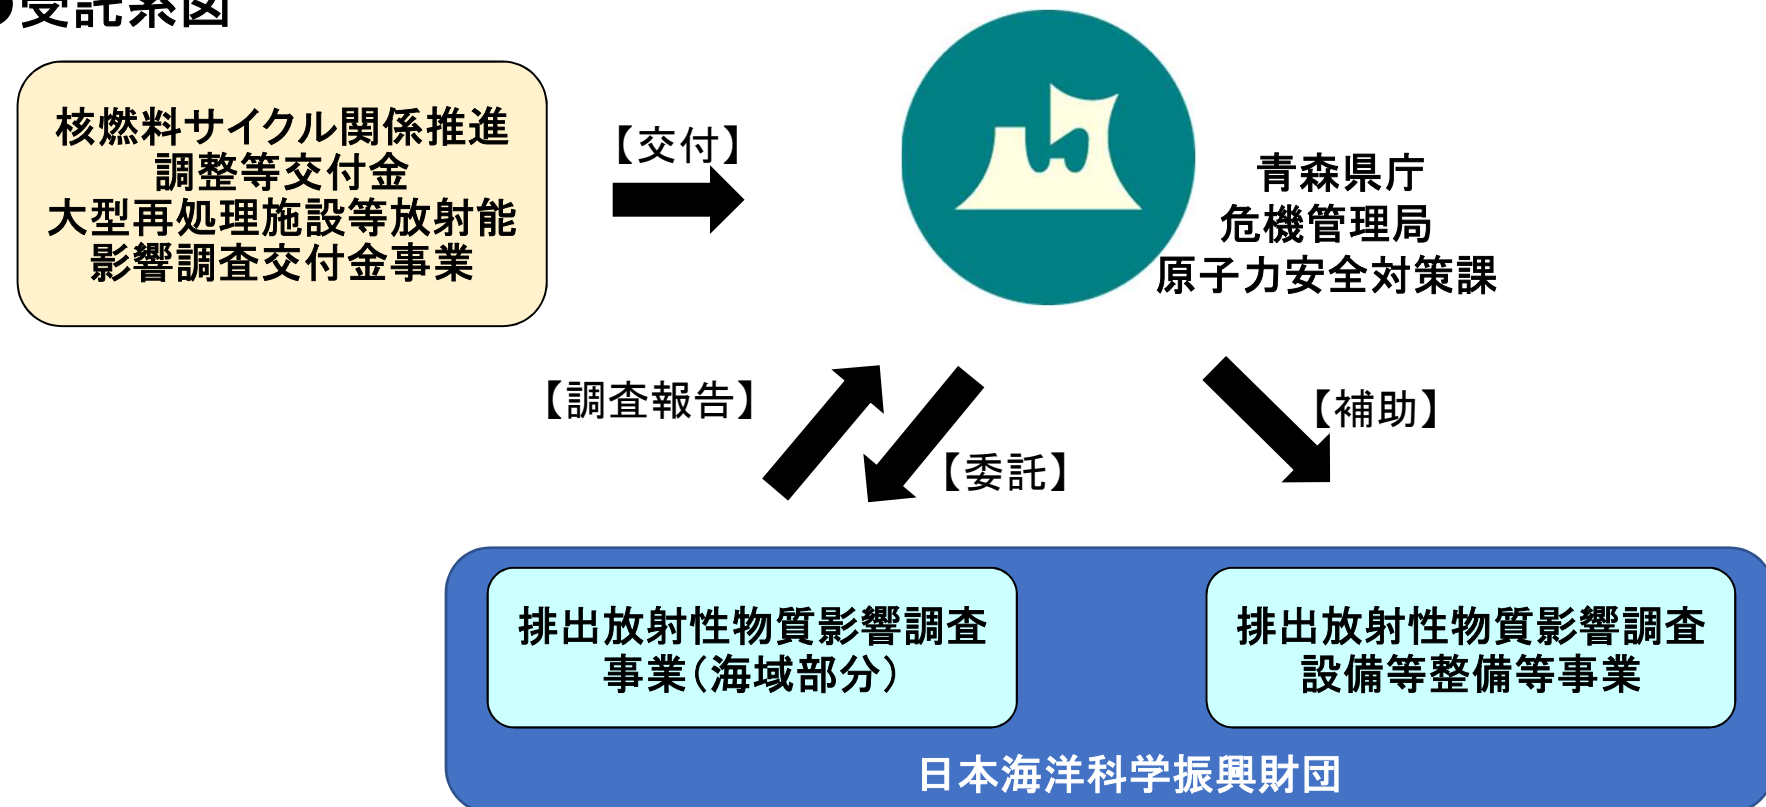 ●受託系図
核燃料サイクル関係推進
調整等交付金
大型再処理施設等放射能
影響調査交付金事業
【交付】
青森県庁
危機管理局
原子力安全対策課
【調査報告】
【委託】
【補助】
排出放射性物質影響調査
事業(海域部分)
排出放射性物質影響調査
設備等整備等事業
日本海洋科学振興財団